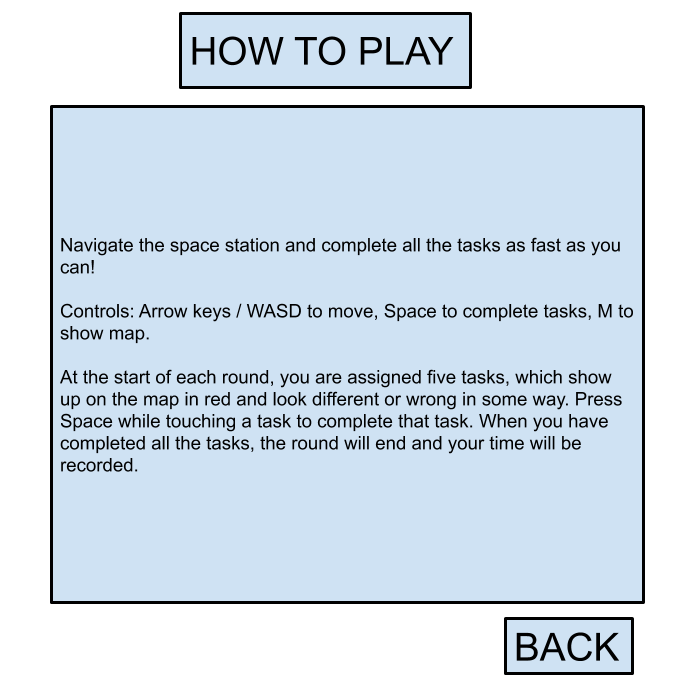 HOW TO PLAY
Navigate the space station and complete all the tasks as fast as you
can!
Controls: Arrow keys / WASD to move, Space to complete tasks, M to
show map.
At the start of each round, you are assigned five tasks, which show
up on the map in red and look different or wrong in some way. Press
Space while touching a task to complete that task. When you have
completed all the tasks, the round will end and your time will be
recorded.
BACK